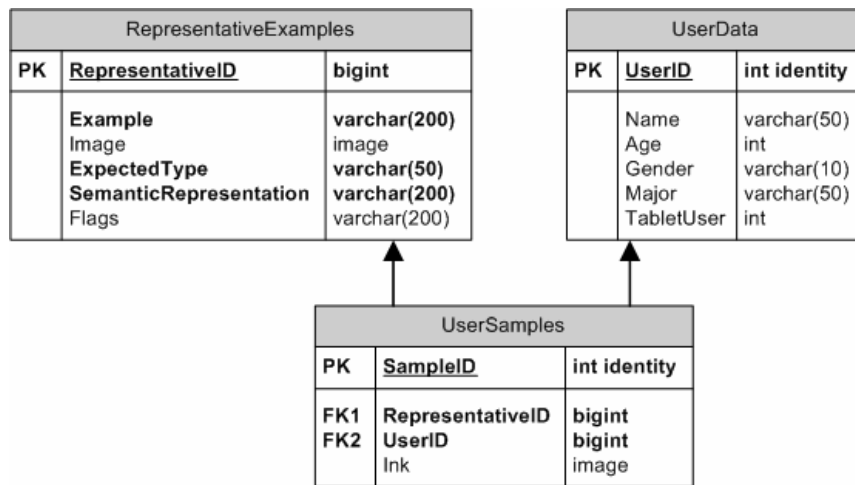 RepresentativeExamples
PK RepresentativeID bigint
Example varchar(200)
Image image
ExpectedType varchar(50)
SemanticRepresentation varchar(200)
Flags varchar(200)
UserData
PK UserID int identity
Name varchar(50)
Age int
Gender varchar(10)
Major varchar(50)
TabletUser int
UserSamples
PK SampleID int identity
FK1 RepresentativeID bigint
FK2 UserID bigint
Ink image